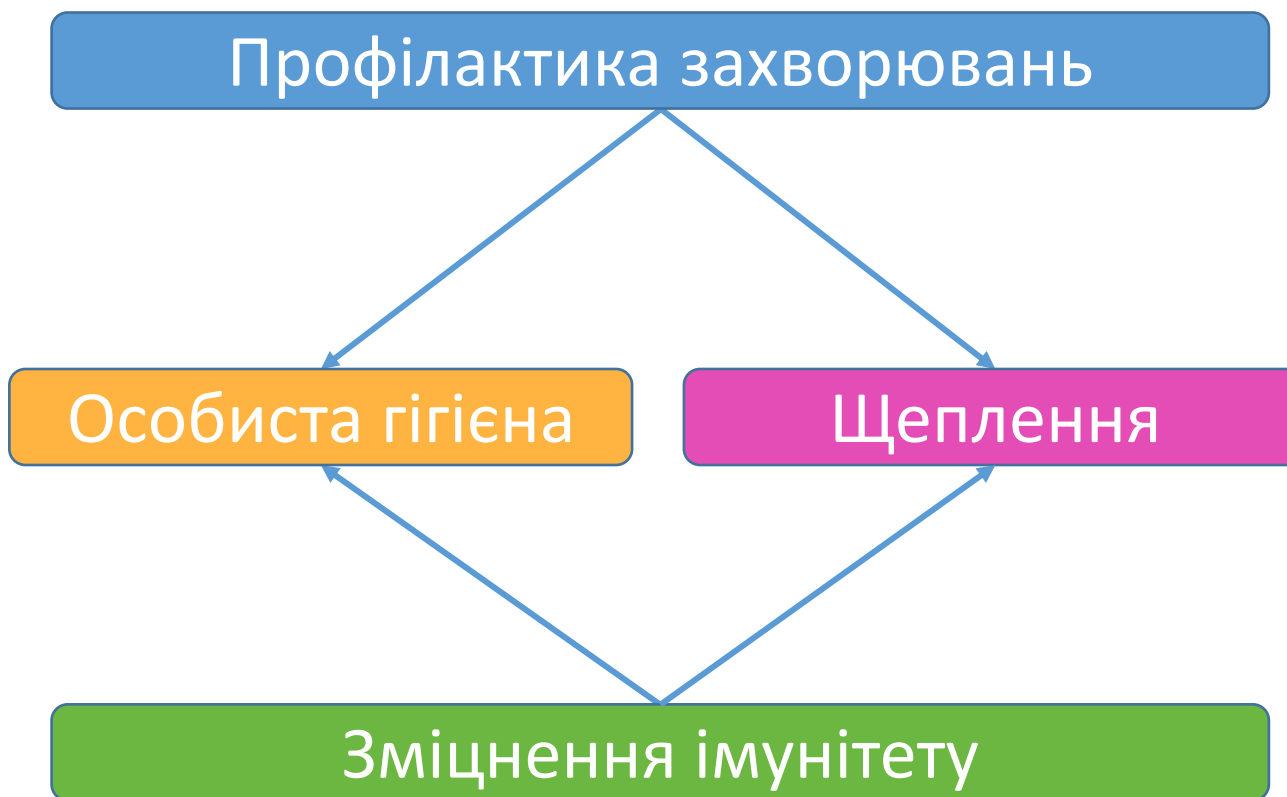 Профілактика захворювань
Особиста гігієна
Щеплення
Зміцнення імунітету